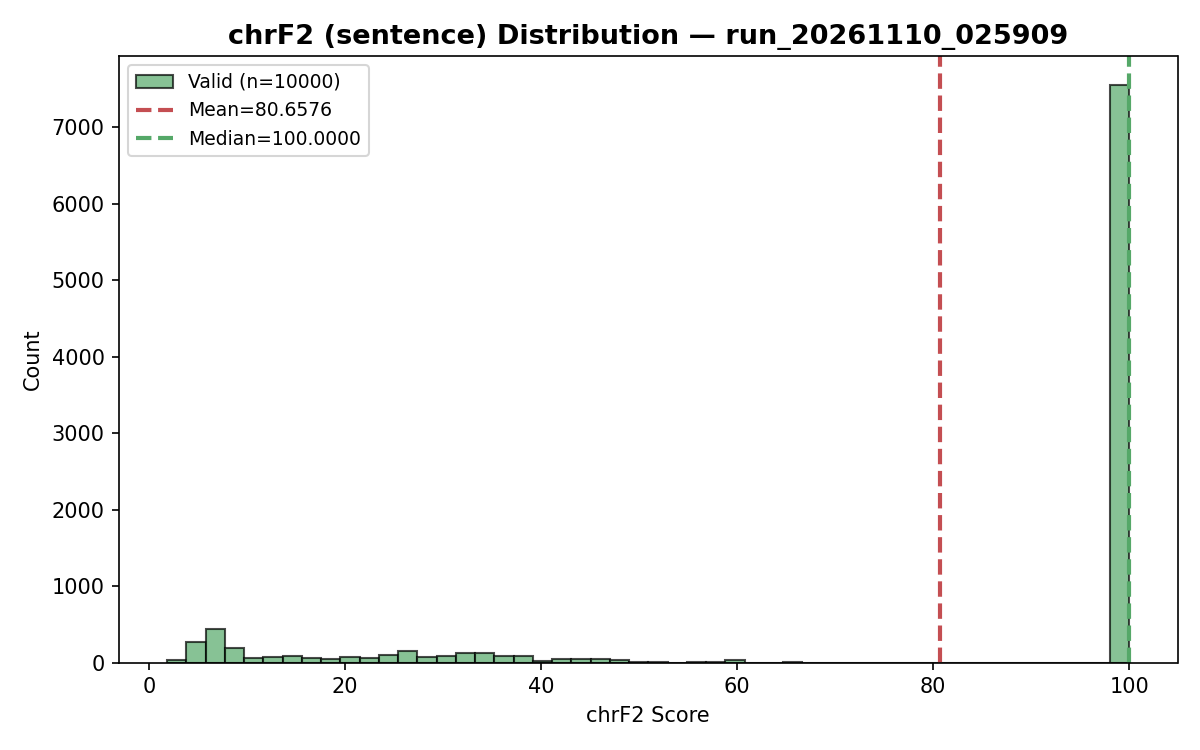 chrF2 (sentence) Distribution — run_20261110_025909
Valid (n=10000)
Mean=80.6576
Median=100.0000
Count
7000
6000
5000
4000
3000
2000
1000
0
0 20 40 60 80 100
chrF2 Score